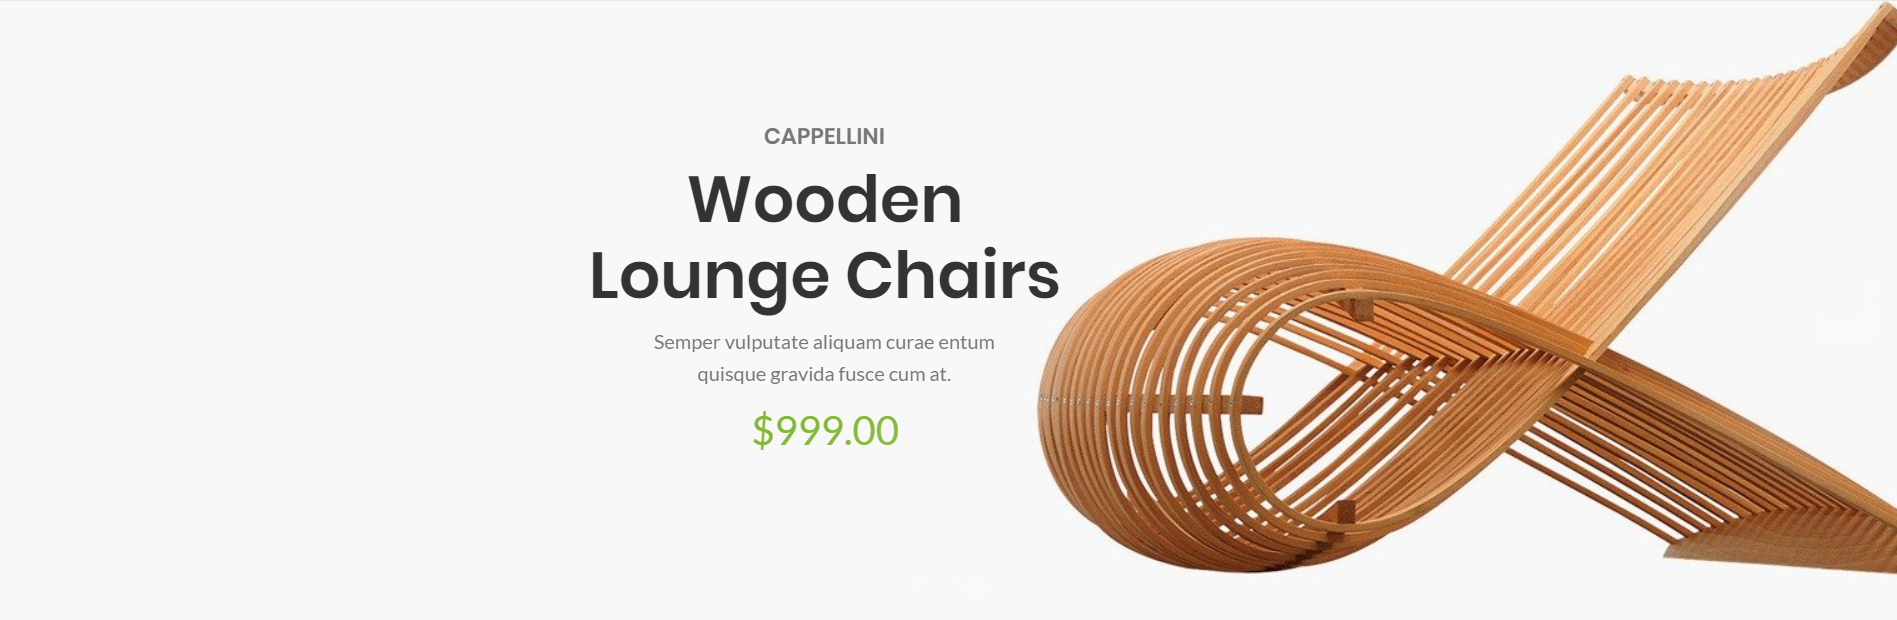 CAPPELLINI
Wooden
Lounge Chairs
Semper vulputate aliquam curae entum
quisque gravida fusce cum at.
$999.00